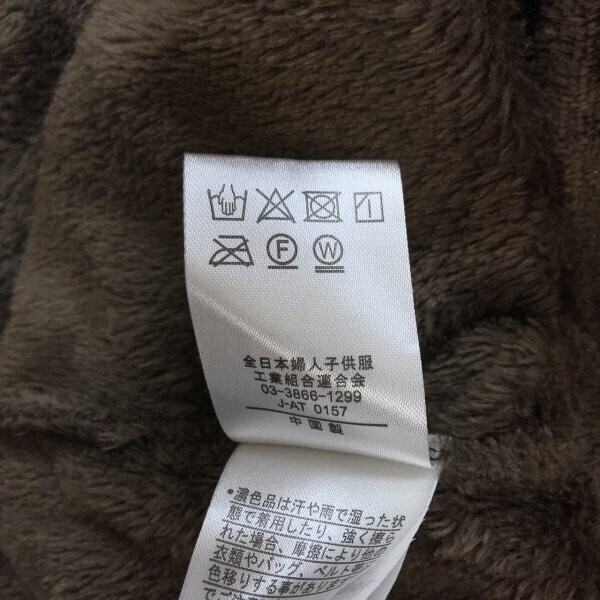 F W
全日本婦人子供服
工業組合連合会
03-3866-1299
J-AT 0157
中国製
・濃色品は汗や雨で湿った状
態で着用したり、強く擦ら
れた場合、摩擦により他の
衣類やバッグ、ベルト等
色移りする事があります
でご注